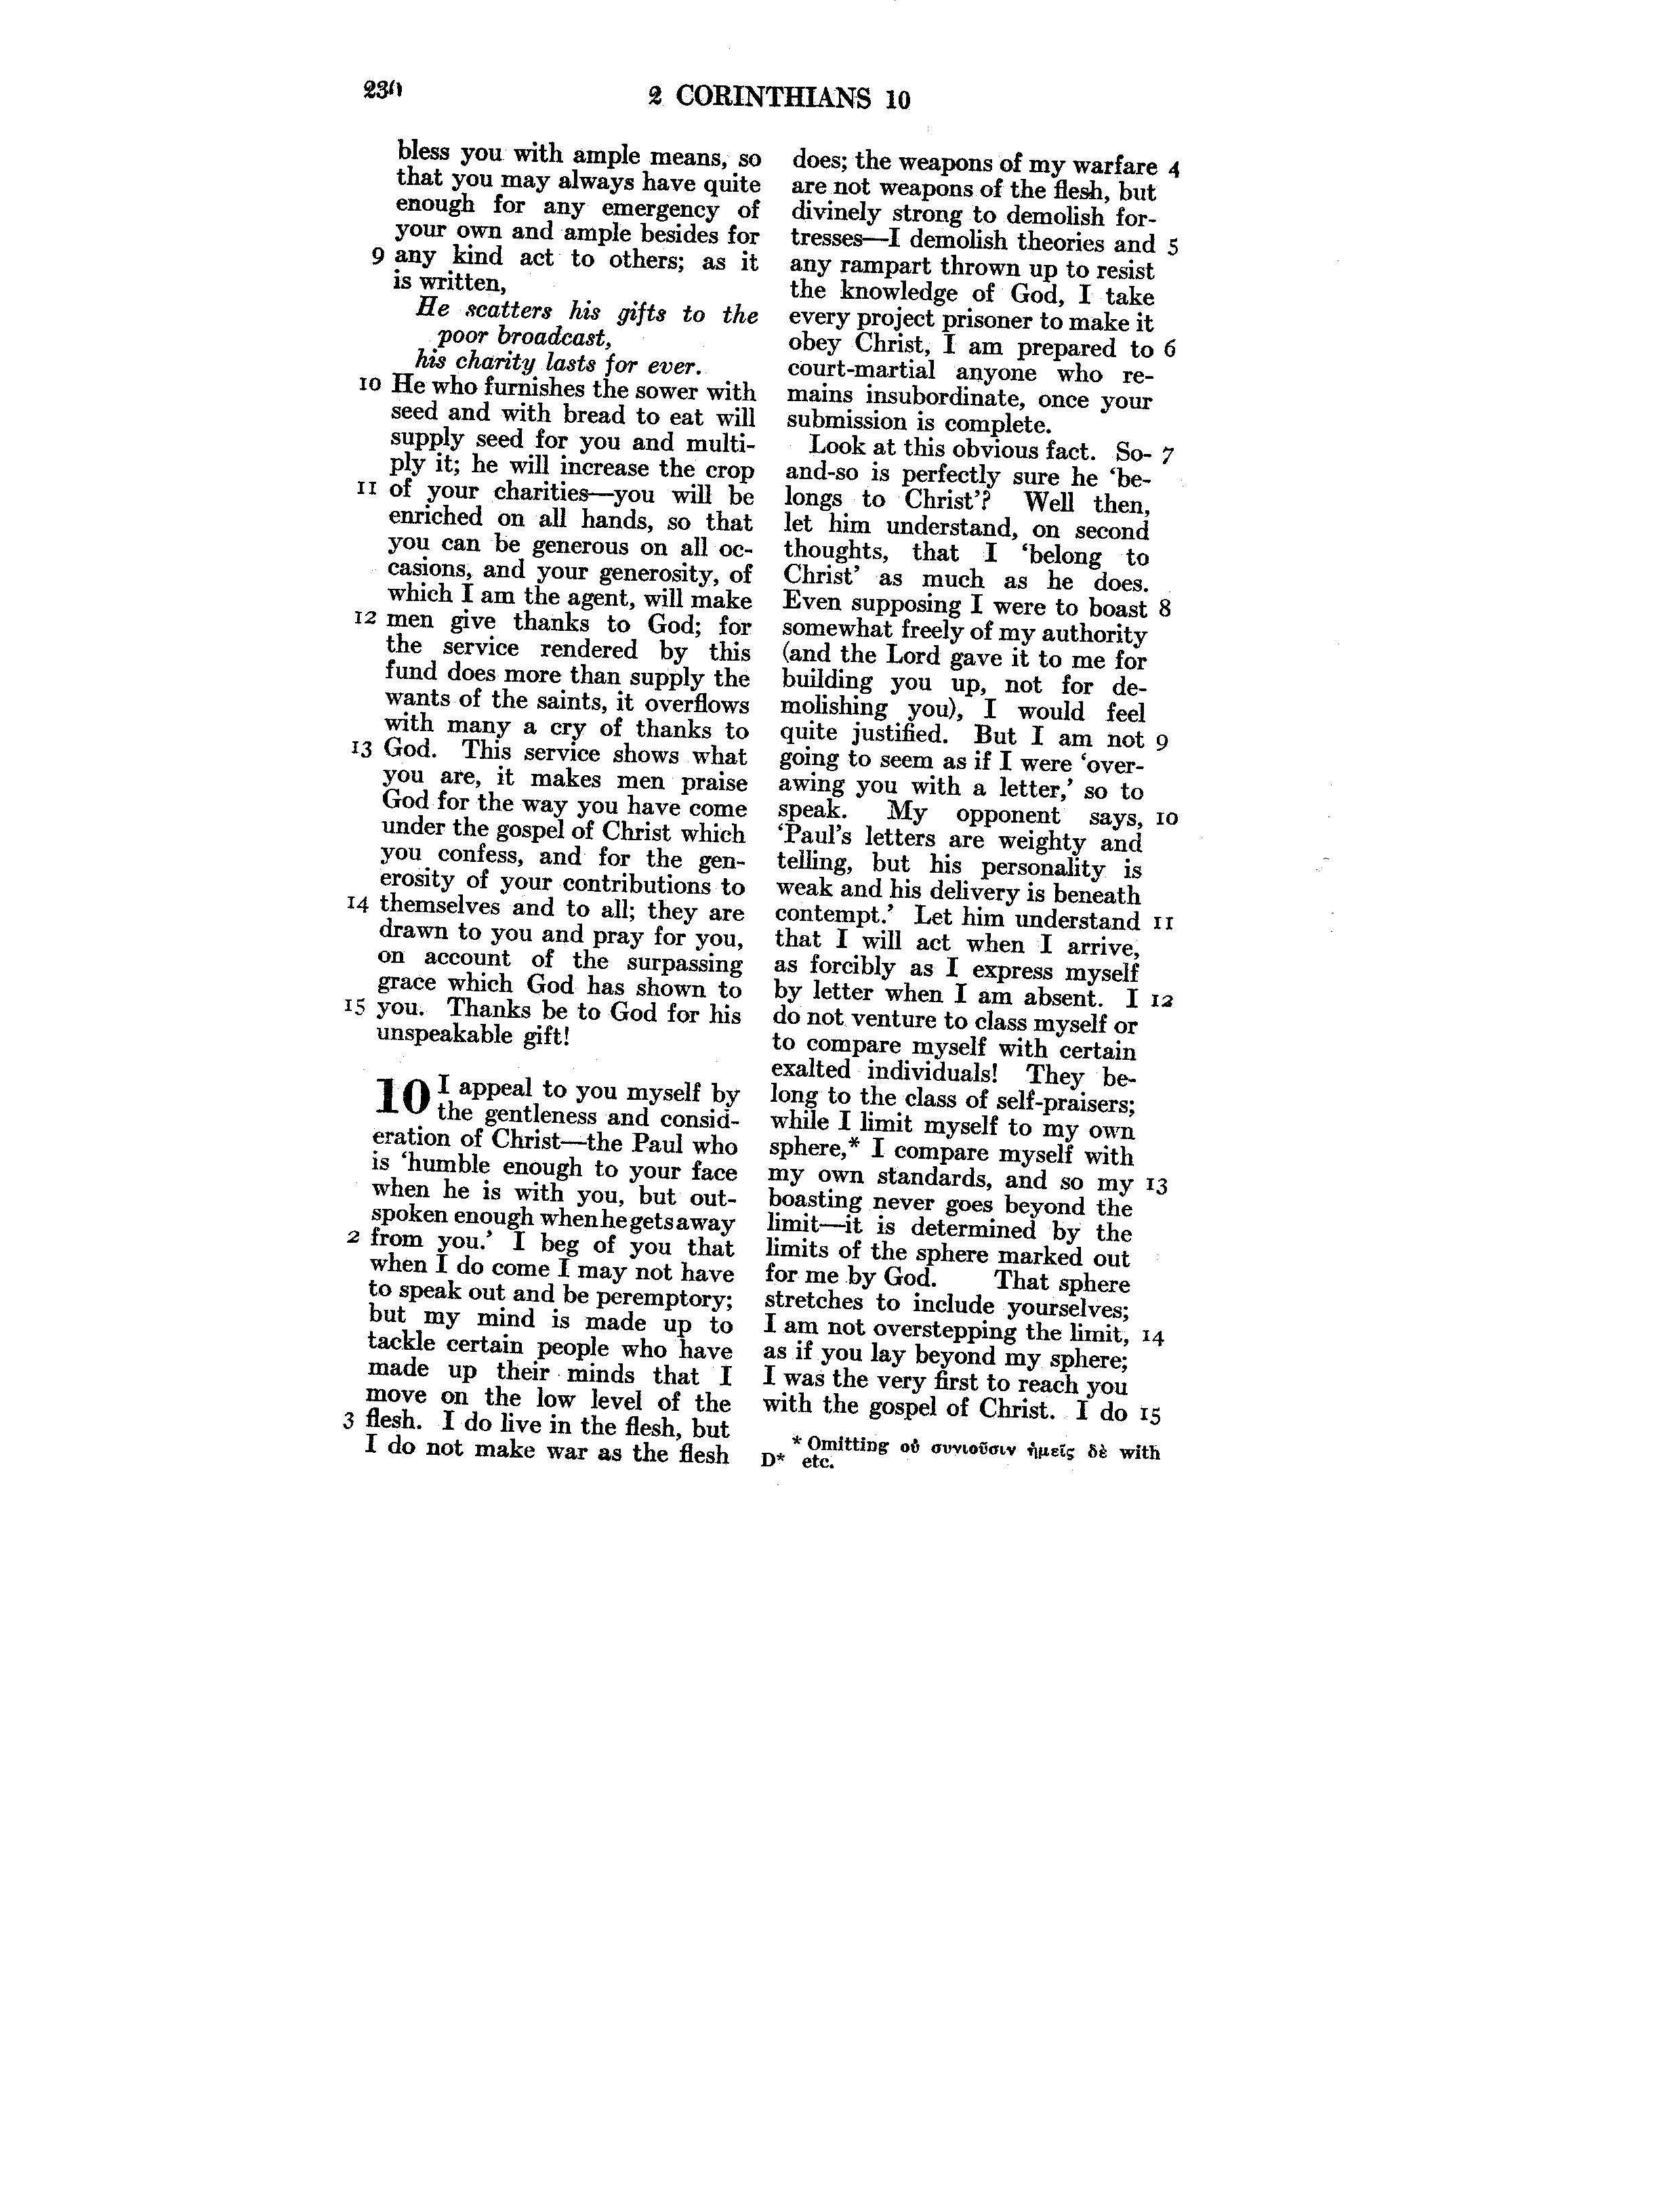 230
2 CORINTHIANS 10
bless you with ample means, so
that you may always have quite
enough for any emergency of
your own and ample besides for
9 any kind act to others; as it
is written,
He scatters his gifts to the
poor broadcast,
his charity lasts for ever.
10 He who furnishes the sower with
seed and with bread to eat will
supply seed for you and multi-
ply it; he will increase the crop
11 of your charities—you will be
enriched on all hands, so that
you can be generous on all oc-
casions, and your generosity, of
which I am the agent, will make
12 men give thanks to God; for
the service rendered by this
fund does more than supply the
wants of the saints, it overflows
with many a cry of thanks to
13 God. This service shows what
you are, it makes men praise
God for the way you have come
under the gospel of Christ which
you confess, and for the gen-
erosity of your contributions to
14 themselves and to all; they are
drawn to you and pray for you,
on account of the surpassing
grace which God has shown to
15 you. Thanks be to God for his
unspeakable gift!
10 I appeal to you myself by
the gentleness and consid-
eration of Christ—the Paul who
is ‘humble enough to your face
when he is with you, but out-
spoken enough when he gets away
2 from you.’ I beg of you that
when I do come I may not have
to speak out and be peremptory;
but my mind is made up to
tackle certain people who have
made up their minds that I
move on the low level of the
3 flesh. I do live in the flesh, but
I do not make war as the flesh
does; the weapons of my warfare 4
are not weapons of the flesh, but
divinely strong to demolish for-
tresses—I demolish theories and 5
any rampart thrown up to resist
the knowledge of God, I take
every project prisoner to make it
obey Christ, I am prepared to 6
court-martial anyone who re-
mains insubordinate, once your
submission is complete.
Look at this obvious fact. So- 7
and-so is perfectly sure he ‘be-
longs to Christ’? Well then,
let him understand, on second
thoughts, that I ‘belong to
Christ’ as much as he does.
Even supposing I were to boast 8
somewhat freely of my authority
(and the Lord gave it to me for
building you up, not for de-
molishing you), I would feel
quite justified. But I am not 9
going to seem as if I were ‘over-
awing you with a letter,’ so to
speak. My opponent says, 10
‘Paul’s letters are weighty and
telling, but his personality is
weak and his delivery is beneath
contempt.’ Let him understand 11
that I will act when I arrive,
as forcibly as I express myself
by letter when I am absent. I 12
do not venture to class myself or
to compare myself with certain
exalted individuals! They be-
long to the class of self-praisers;
while I limit myself to my own
sphere,* I compare myself with
my own standards, and so my 13
boasting never goes beyond the
limit—it is determined by the
limits of the sphere marked out
for me by God. That sphere
stretches to include yourselves;
I am not overstepping the limit, 14
as if you lay beyond my sphere;
I was the very first to reach you
with the gospel of Christ. I do 15
* Omitting οὐ συνιοῦσιν ἡμεῖς δὲ with
D* etc.